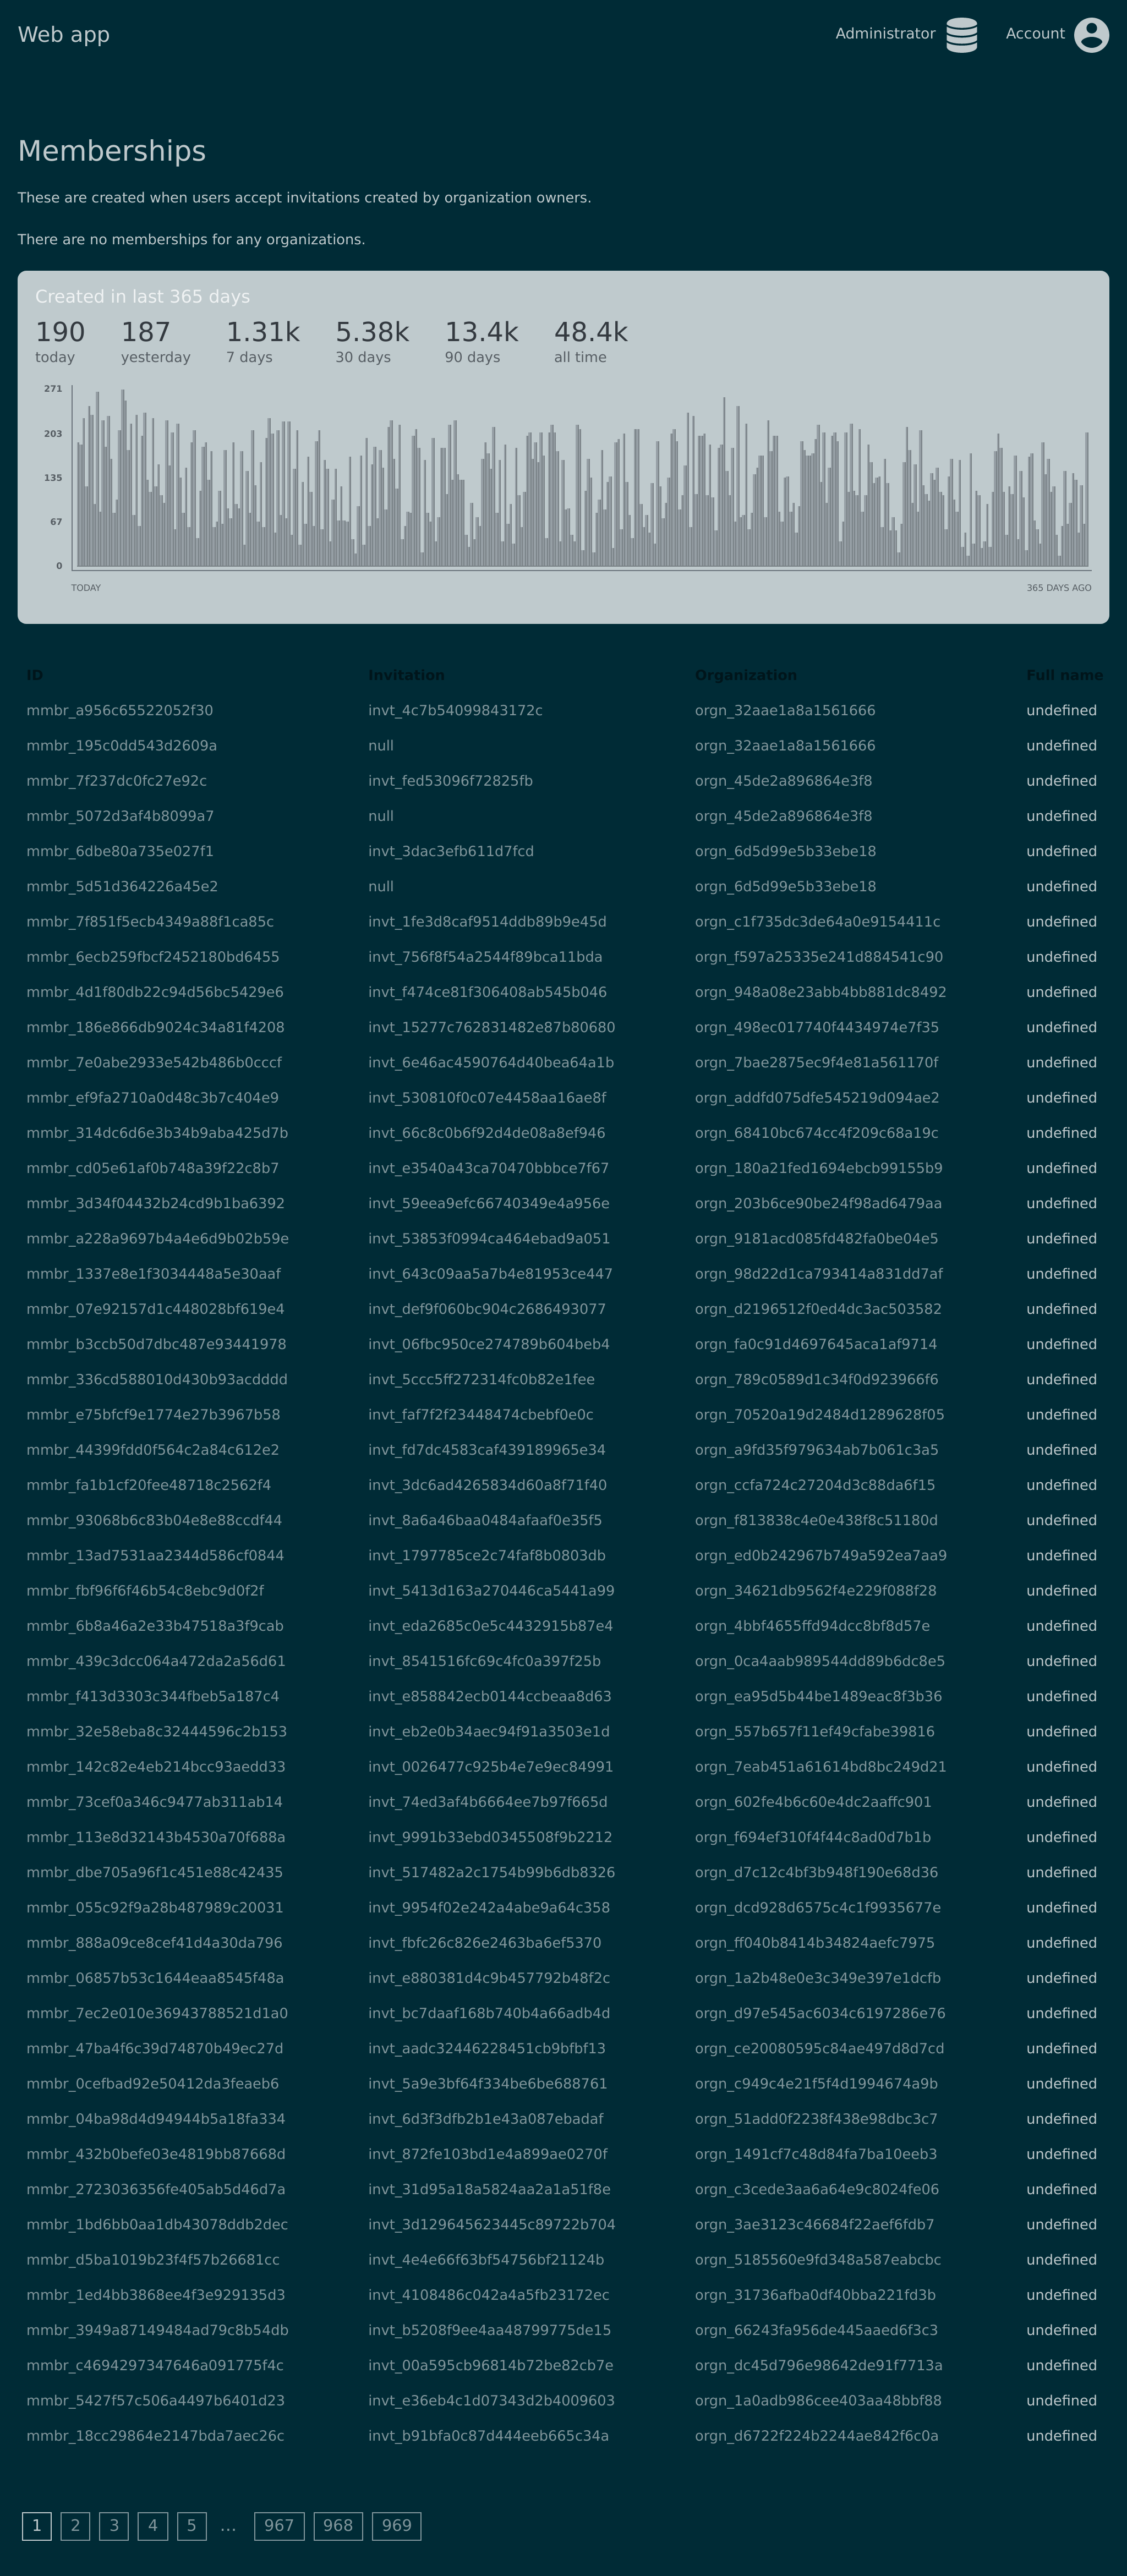 Web app
Administrator
Account
Memberships
These are created when users accept invitations created by organization owners.
There are no memberships for any organizations.
Created in last 365 days
190 187 1.31k 5.38k 13.4k 48.4k
today yesterday 7 days 30 days 90 days all time
271
203
135
67
0
TODAY 365 DAYS AGO
ID Invitation Organization Full name
mmbr_a956c65522052f30 invt_4c7b54099843172c orgn_32aae1a8a1561666 undefined
mmbr_195c0dd543d2609a null orgn_32aae1a8a1561666 undefined
mmbr_7f237dc0fc27e92c invt_fed53096f72825fb orgn_45de2a896864e3f8 undefined
mmbr_5072d3af4b8099a7 null orgn_45de2a896864e3f8 undefined
mmbr_6dbe80a735e027f1 invt_3dac3efb611d7fcd orgn_6d5d99e5b33ebe18 undefined
mmbr_5d51d364226a45e2 null orgn_6d5d99e5b33ebe18 undefined
mmbr_7f851f5ecb4349a88f1ca85c invt_1fe3d8caf9514ddb89b9e45d orgn_c1f735dc3de64a0e9154411c undefined
mmbr_6ecb259fbcf2452180bd6455 invt_756f8f54a2544f89bca11bda orgn_f597a25335e241d884541c90 undefined
mmbr_4d1f80db22c94d56bc5429e6 invt_f474ce81f306408ab545b046 orgn_948a08e23abb4bb881dc8492 undefined
mmbr_186e866db9024c34a81f4208 invt_15277c762831482e87b80680 orgn_498ec017740f4434974e7f35 undefined
mmbr_7e0abe2933e542b486b0cccf invt_6e46ac4590764d40bea64a1b orgn_7bae2875ec9f4e81a561170f undefined
mmbr_ef9fa2710a0d48c3b7c404e9 invt_530810f0c07e4458aa16ae8f orgn_addfd075dfe545219d094ae2 undefined
mmbr_314dc6d6e3b34b9aba425d7b invt_66c8c0b6f92d4de08a8ef946 orgn_68410bc674cc4f209c68a19c undefined
mmbr_cd05e61af0b748a39f22c8b7 invt_e3540a43ca70470bbbce7f67 orgn_180a21fed1694ebcb99155b9 undefined
mmbr_3d34f04432b24cd9b1ba6392 invt_59eea9efc66740349e4a956e orgn_203b6ce90be24f98ad6479aa undefined
mmbr_a228a9697b4a4e6d9b02b59e invt_53853f0994ca464ebad9a051 orgn_9181acd085fd482fa0be04e5 undefined
mmbr_1337e8e1f3034448a5e30aaf invt_643c09aa5a7b4e81953ce447 orgn_98d22d1ca793414a831dd7af undefined
mmbr_07e92157d1c448028bf619e4 invt_def9f060bc904c2686493077 orgn_d2196512f0ed4dc3ac503582 undefined
mmbr_b3ccb50d7dbc487e93441978 invt_06fbc950ce274789b604beb4 orgn_fa0c91d4697645aca1af9714 undefined
mmbr_336cd588010d430b93acdddd invt_5ccc5ff272314fc0b82e1fee orgn_789c0589d1c34f0d923966f6 undefined
mmbr_e75bfcf9e1774e27b3967b58 invt_faf7f2f23448474cbebf0e0c orgn_70520a19d2484d1289628f05 undefined
mmbr_44399fdd0f564c2a84c612e2 invt_fd7dc4583caf439189965e34 orgn_a9fd35f979634ab7b061c3a5 undefined
mmbr_fa1b1cf20fee48718c2562f4 invt_3dc6ad4265834d60a8f71f40 orgn_ccfa724c27204d3c88da6f15 undefined
mmbr_93068b6c83b04e8e88ccdf44 invt_8a6a46baa0484afaaf0e35f5 orgn_f813838c4e0e438f8c51180d undefined
mmbr_13ad7531aa2344d586cf0844 invt_1797785ce2c74faf8b0803db orgn_ed0b242967b749a592ea7aa9 undefined
mmbr_fbf96f6f46b54c8ebc9d0f2f invt_5413d163a270446ca5441a99 orgn_34621db9562f4e229f088f28 undefined
mmbr_6b8a46a2e33b47518a3f9cab invt_eda2685c0e5c4432915b87e4 orgn_4bbf4655ffd94dcc8bf8d57e undefined
mmbr_439c3dcc064a472da2a56d61 invt_8541516fc69c4fc0a397f25b orgn_0ca4aab989544dd89b6dc8e5 undefined
mmbr_f413d3303c344fbeb5a187c4 invt_e858842ecb0144ccbeaa8d63 orgn_ea95d5b44be1489eac8f3b36 undefined
mmbr_32e58eba8c32444596c2b153 invt_eb2e0b34aec94f91a3503e1d orgn_557b657f11ef49cfabe39816 undefined
mmbr_142c82e4eb214bcc93aedd33 invt_0026477c925b4e7e9ec84991 orgn_7eab451a61614bd8bc249d21 undefined
mmbr_73cef0a346c9477ab311ab14 invt_74ed3af4b6664ee7b97f665d orgn_602fe4b6c60e4dc2aaffc901 undefined
mmbr_113e8d32143b4530a70f688a invt_9991b33ebd0345508f9b2212 orgn_f694ef310f4f44c8ad0d7b1b undefined
mmbr_dbe705a96f1c451e88c42435 invt_517482a2c1754b99b6db8326 orgn_d7c12c4bf3b948f190e68d36 undefined
mmbr_055c92f9a28b487989c20031 invt_9954f02e242a4abe9a64c358 orgn_dcd928d6575c4c1f9935677e undefined
mmbr_888a09ce8cef41d4a30da796 invt_fbfc26c826e2463ba6ef5370 orgn_ff040b8414b34824aefc7975 undefined
mmbr_06857b53c1644eaa8545f48a invt_e880381d4c9b457792b48f2c orgn_1a2b48e0e3c349e397e1dcfb undefined
mmbr_7ec2e010e36943788521d1a0 invt_bc7daaf168b740b4a66adb4d orgn_d97e545ac6034c6197286e76 undefined
mmbr_47ba4f6c39d74870b49ec27d invt_aadc32446228451cb9bfbf13 orgn_ce20080595c84ae497d8d7cd undefined
mmbr_0cefbad92e50412da3feaeb6 invt_5a9e3bf64f334be6be688761 orgn_c949c4e21f5f4d1994674a9b undefined
mmbr_04ba98d4d94944b5a18fa334 invt_6d3f3dfb2b1e43a087ebadaf orgn_51add0f2238f438e98dbc3c7 undefined
mmbr_432b0befe03e4819bb87668d invt_872fe103bd1e4a899ae0270f orgn_1491cf7c48d84fa7ba10eeb3 undefined
mmbr_2723036356fe405ab5d46d7a invt_31d95a18a5824aa2a1a51f8e orgn_c3cede3aa6a64e9c8024fe06 undefined
mmbr_1bd6bb0aa1db43078ddb2dec invt_3d129645623445c89722b704 orgn_3ae3123c46684f22aef6fdb7 undefined
mmbr_d5ba1019b23f4f57b26681cc invt_4e4e66f63bf54756bf21124b orgn_5185560e9fd348a587eabcbc undefined
mmbr_1ed4bb3868ee4f3e929135d3 invt_4108486c042a4a5fb23172ec orgn_31736afba0df40bba221fd3b undefined
mmbr_3949a87149484ad79c8b54db invt_b5208f9ee4aa48799775de15 orgn_66243fa956de445aaed6f3c3 undefined
mmbr_c4694297347646a091775f4c invt_00a595cb96814b72be82cb7e orgn_dc45d796e98642de91f7713a undefined
mmbr_5427f57c506a4497b6401d23 invt_e36eb4c1d07343d2b4009603 orgn_1a0adb986cee403aa48bbf88 undefined
mmbr_18cc29864e2147bda7aec26c invt_b91bfa0c87d444eeb665c34a orgn_d6722f224b2244ae842f6c0a undefined
1 2 3 4 5 … 967 968 969